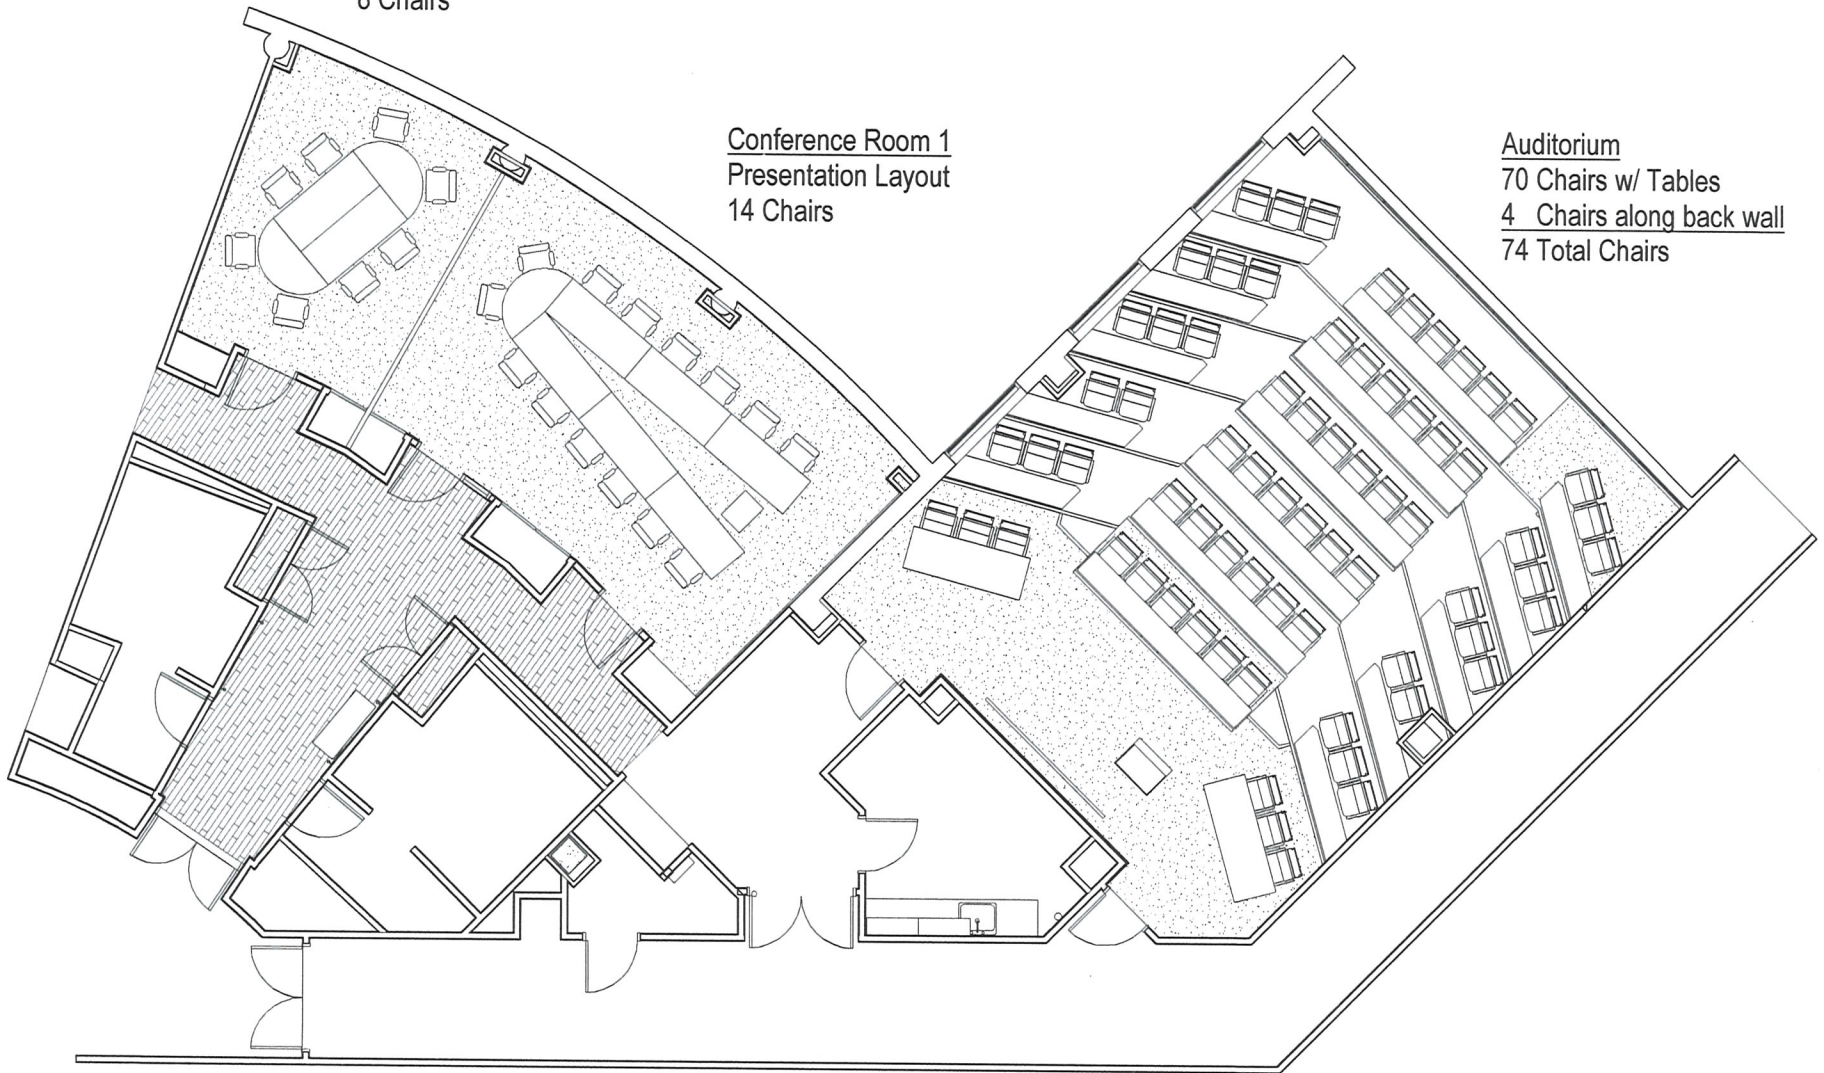 Chairs
Conference Room 1
Presentation Layout
14 Chairs
Auditorium
70 Chairs w/ Tables
4 Chairs along back wall
74 Total Chairs